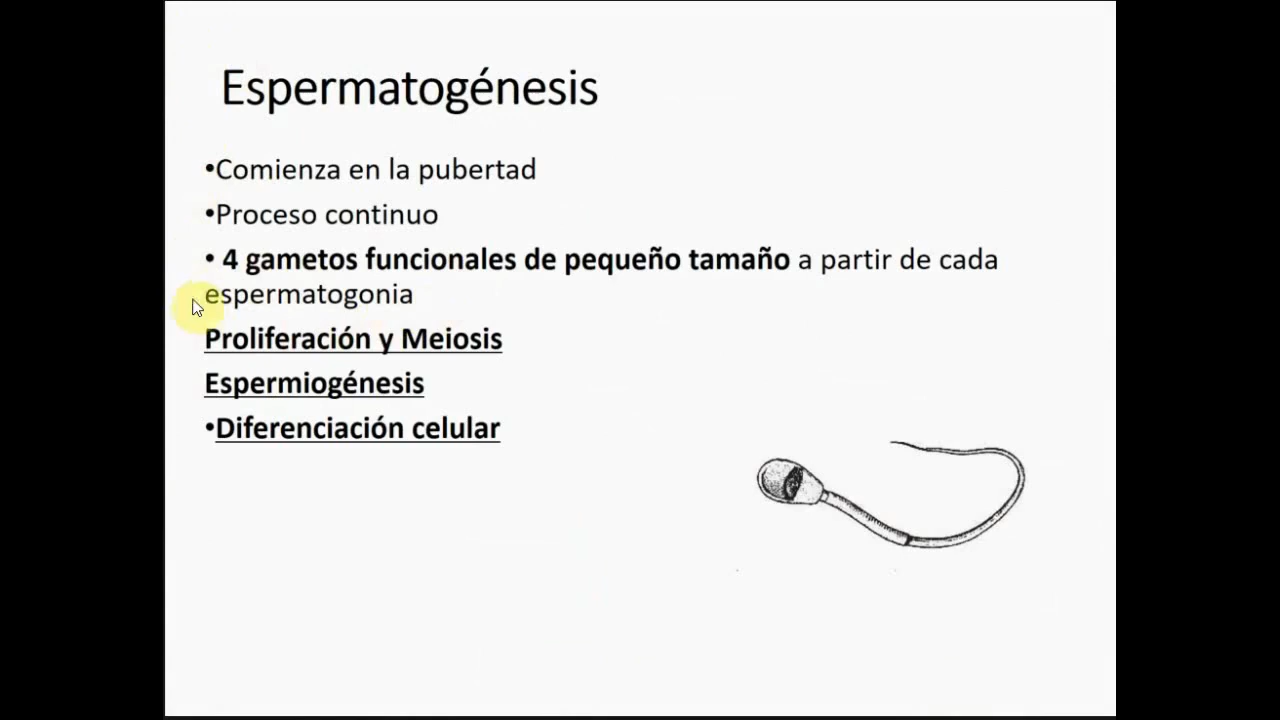 Espermatogénesis
•Comienza en la pubertad
•Proceso continuo
• 4 gametos funcionales de pequeño tamaño a partir de cada
espermatogonia
Proliferación y Meiosis
Espermiogénesis
•Diferenciación celular